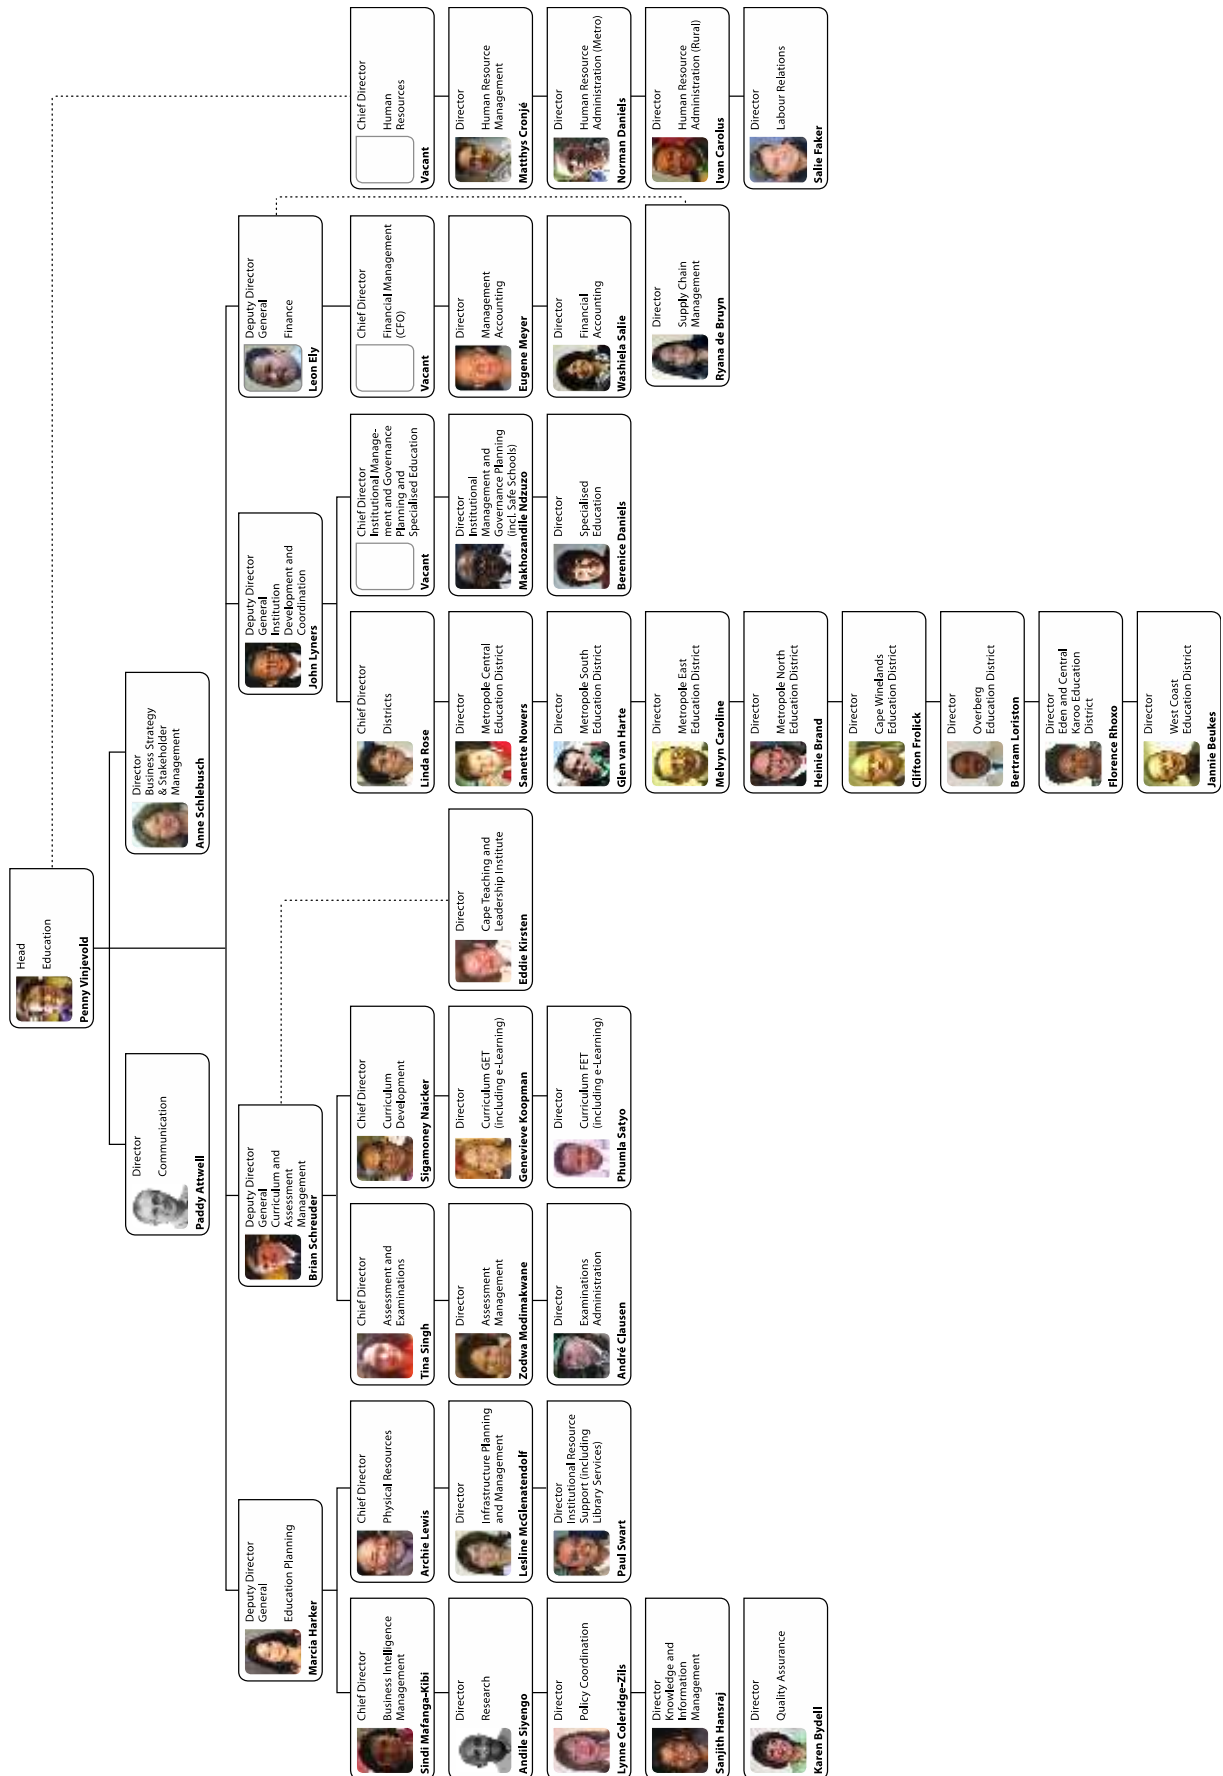 Head
Education
Penny Vinjevold
Director
Communication
Paddy Attwell
Director
Business Strategy
& Stakeholder
Management
Anne Schlebusch
Deputy Director
General
Education Planning
Marcia Harker
Deputy Director
General
Curriculum and
Assessment
Management
Brian Schreuder
Deputy Director
General
Institution
Development and
Coordination
John Lyners
Deputy Director
General
Finance
Leon Ely
Chief Director
Business Intelligence
Management
Sindi Mafanga-Kibi
Director
Research
Andile Siyengo
Director
Policy Coordination
Lynne Coleridge-Zils
Director
Knowledge and
Information
Management
Sanjith Hansraj
Director
Quality Assurance
Karen Bydell
Chief Director
Physical Resources
Archie Lewis
Director
Infrastructure Planning
and Management
Lesline McGlenatendolf
Director
Institutional Resource
Support (including
Library Services)
Paul Swart
Chief Director
Assessment and
Examinations
Tina Singh
Director
Assessment
Management
Zodwa Modimakwane
Director
Examinations
Administration
André Clausen
Chief Director
Curriculum
Development
Sigamoney Naicker
Director
Curriculum GET
(including e-Learning)
Genevieve Koopman
Director
Curriculum FET
(including e-Learning)
Phumla Satyo
Director
Cape Teaching and
Leadership Institute
Eddie Kirsten
Chief Director
Districts
Linda Rose
Director
Metropole Central
Education District
Sanette Nowers
Director
Metropole South
Education District
Glen van Harte
Director
Metropole East
Education District
Melvyn Caroline
Director
Metropole North
Education District
Heinie Brand
Director
Cape Winelands
Education District
Clifton Frolick
Director
Overberg
Education District
Bertram Loriston
Director
Eden and Central
Karoo Education
District
Florence Rhoxo
Director
West Coast
Education District
Jannie Beukes
Chief Director
Institutional Manage-
ment and Governance
Planning and
Specialised Education
Vacant
Director
Institutional
Management and
Governance Planning
(incl. Safe Schools)
Makhozandile Ndzuzo
Director
Specialised
Education
Berenice Daniels
Chief Director
Financial Management
(CFO)
Vacant
Director
Management
Accounting
Eugene Meyer
Director
Financial
Accounting
Washiela Salie
Director
Supply Chain
Management
Ryana de Bruyn
Chief Director
Human
Resources
Vacant
Director
Human Resource
Management
Matthys Cronjé
Director
Human Resource
Administration (Metro)
Norman Daniels
Director
Human Resource
Administration (Rural)
Ivan Carolus
Director
Labour Relations
Salie Faker